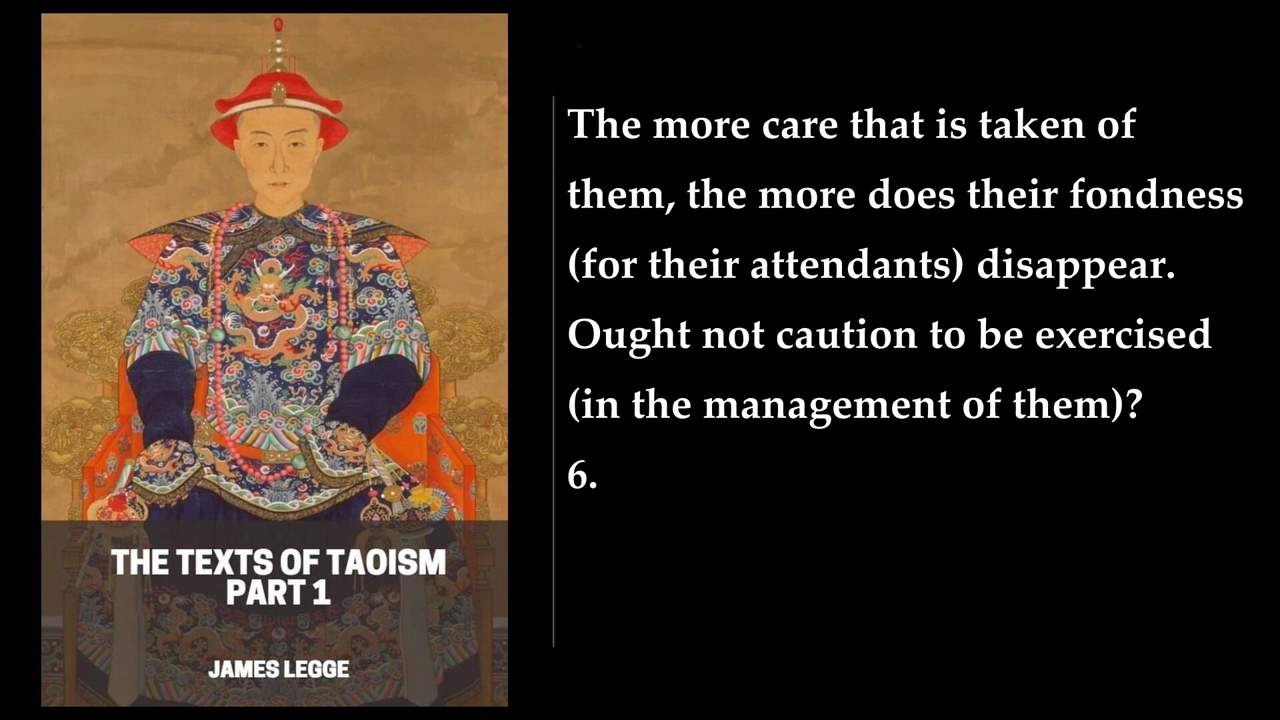 The more care that is taken of
them, the more does their fondness
(for their attendants) disappear.
Ought not caution to be exercised
(in the management of them)?
6.
THE TEXTS OF TAOISM
PART 1
JAMES LEGGE